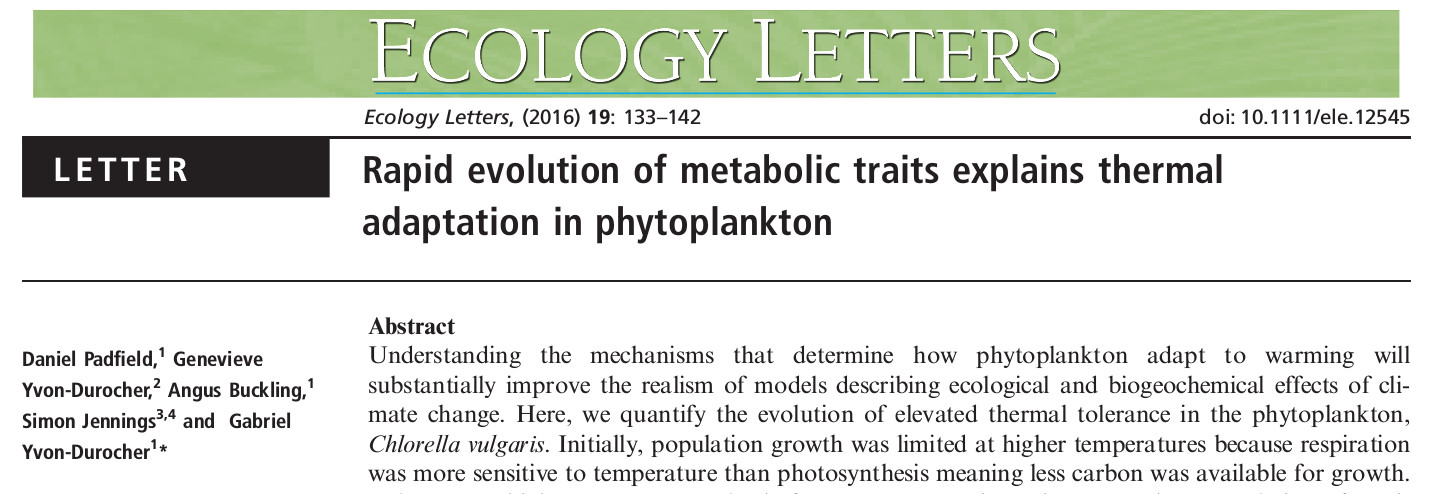 ECOLOGY LETTERS
Ecology Letters, (2016) 19: 133–142
doi: 10.1111/ele.12545
LETTER
Rapid evolution of metabolic traits explains thermal
adaptation in phytoplankton
Daniel Padfield,1 Genevieve
Yvon-Durocher,2 Angus Buckling,1
Simon Jennings3,4 and Gabriel
Yvon-Durocher1*
Abstract
Understanding the mechanisms that determine how phytoplankton adapt to warming will
substantially improve the realism of models describing ecological and biogeochemical effects of cli-
mate change. Here, we quantify the evolution of elevated thermal tolerance in the phytoplankton,
Chlorella vulgaris. Initially, population growth was limited at higher temperatures because respiration
was more sensitive to temperature than photosynthesis meaning less carbon was available for growth.